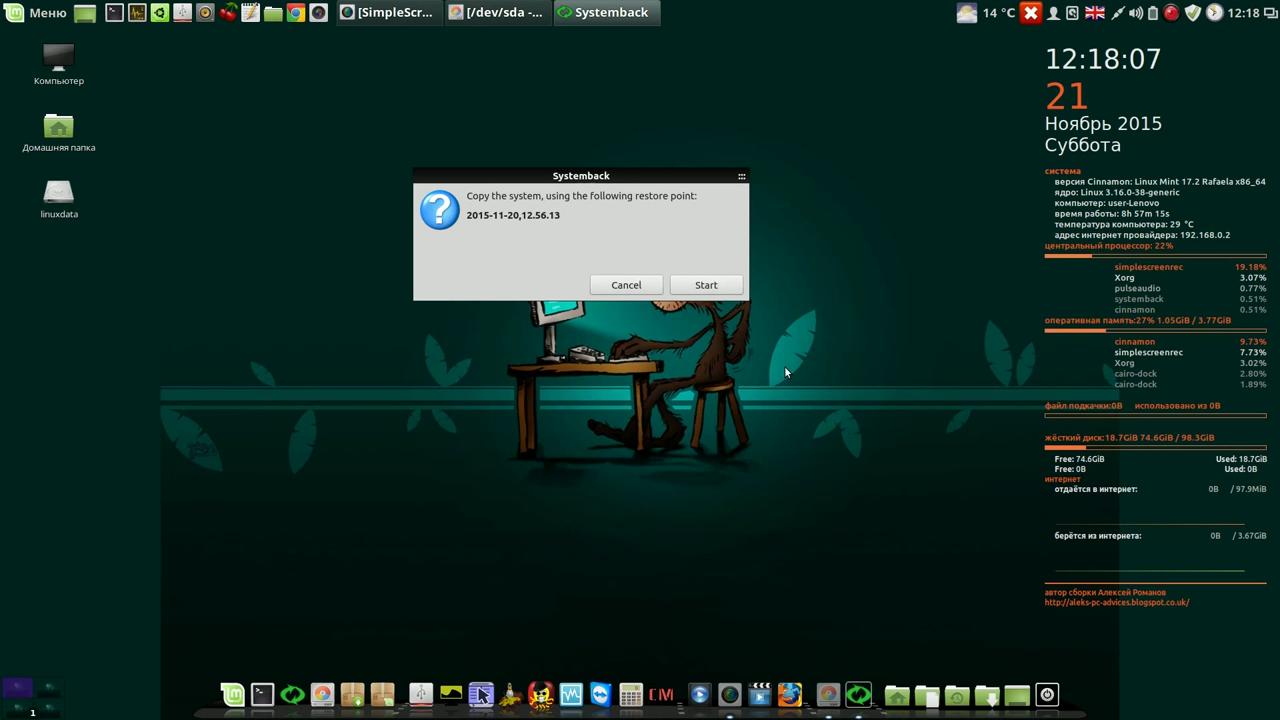 Меню
[SimpleScr...
[/dev/sda -...
Systemback
14 °C
12:18
Компьютер
Домашняя папка
linuxdata
Systemback
Copy the system, using the following restore point:
2015-11-20,12.56.13
Cancel
Start
12:18:07
21
Ноябрь 2015
Суббота
система
версия Cinnamon: Linux Mint 17.2 Rafaela x86_64
ядро: Linux 3.16.0-38-generic
компьютер: user-Lenovo
время работы: 8h 57m 15s
температура компьютера: 29 °C
адрес интернет провайдера: 192.168.0.2
центральный процессор: 22%
simplescreenrec 19.18%
Xorg 3.07%
pulseaudio 0.77%
systemback 0.51%
cinnamon 0.51%
оперативная память:27% 1.05GiB / 3.77GiB
cinnamon 9.73%
simplescreenrec 7.73%
Xorg 3.02%
cairo-dock 2.80%
cairo-dock 1.89%
файл подкачки:0B использовано из 0B
жёсткий диск:18.7GiB 74.6GiB / 98.3GiB
Free: 74.6GiB Used: 18.7GiB
Free: 0B Used: 0B
интернет
отдаётся в интернет: 0B / 97.9MiB
берётся из интернета: 0B / 3.67GiB
автор сборки Алексей Романов
http://aleks-pc-advices.blogspot.co.uk/
CM
1